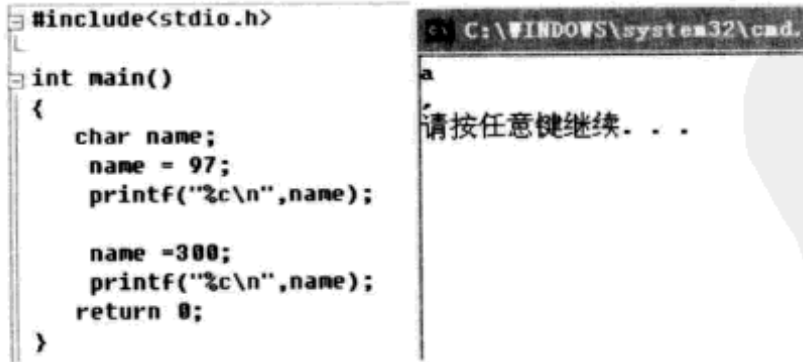 #include<stdio.h>
int main()
{
char name;
name = 97;
printf("%c\n",name);
name =300;
printf("%c\n",name);
return 0;
}
C:\WINDOWS\system32\cmd.
a
,
请按任意键继续. . .